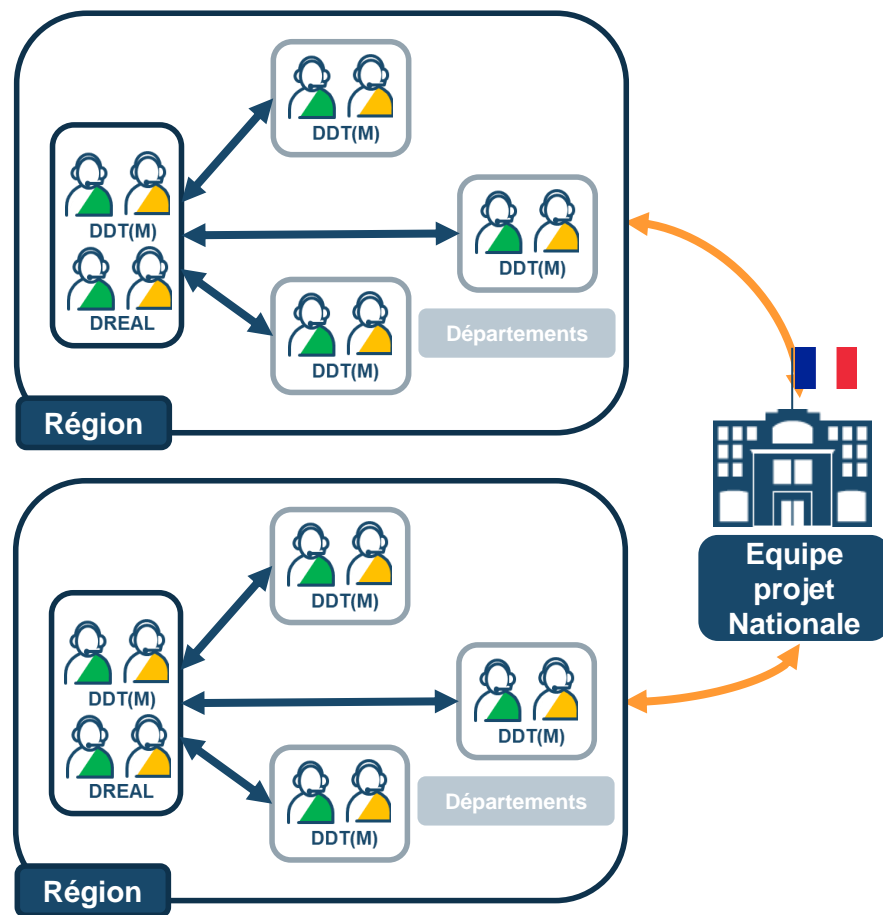 DDT(M)
DDT(M)
DREAL
DDT(M)
DDT(M)
Départements
Région
Equipe
projet
Nationale
DDT(M)
DDT(M)
DREAL
DDT(M)
DDT(M)
Départements
Région